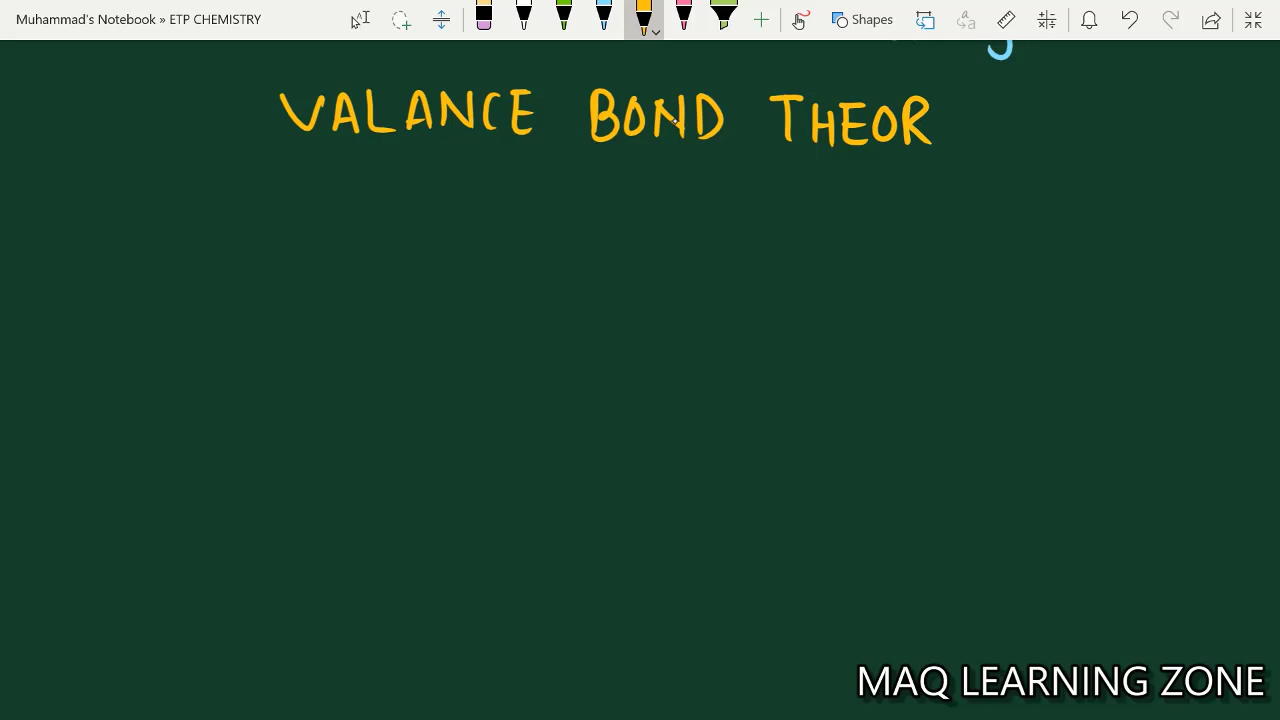 Muhammad's Notebook » ETP CHEMISTRY
Shapes
VALANCE BOND THEOR
MAQ LEARNING ZONE